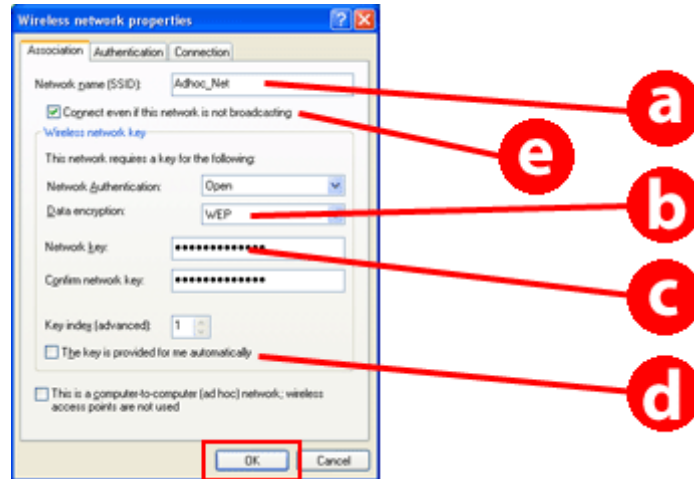 Wireless network properties
Association Authentication Connection
Network name (SSID): Adhoc_Net
a
Connect even if this network is not broadcasting
e
Wireless network key
This network requires a key for the following:
Network Authentication: Open
Data encryption: WEP
b
Network key: •••••••••••••
Confirm network key: •••••••••••••
c
Key index (advanced): 1
The key is provided for me automatically
d
This is a computer-to-computer (ad hoc) network; wireless
access points are not used
OK Cancel